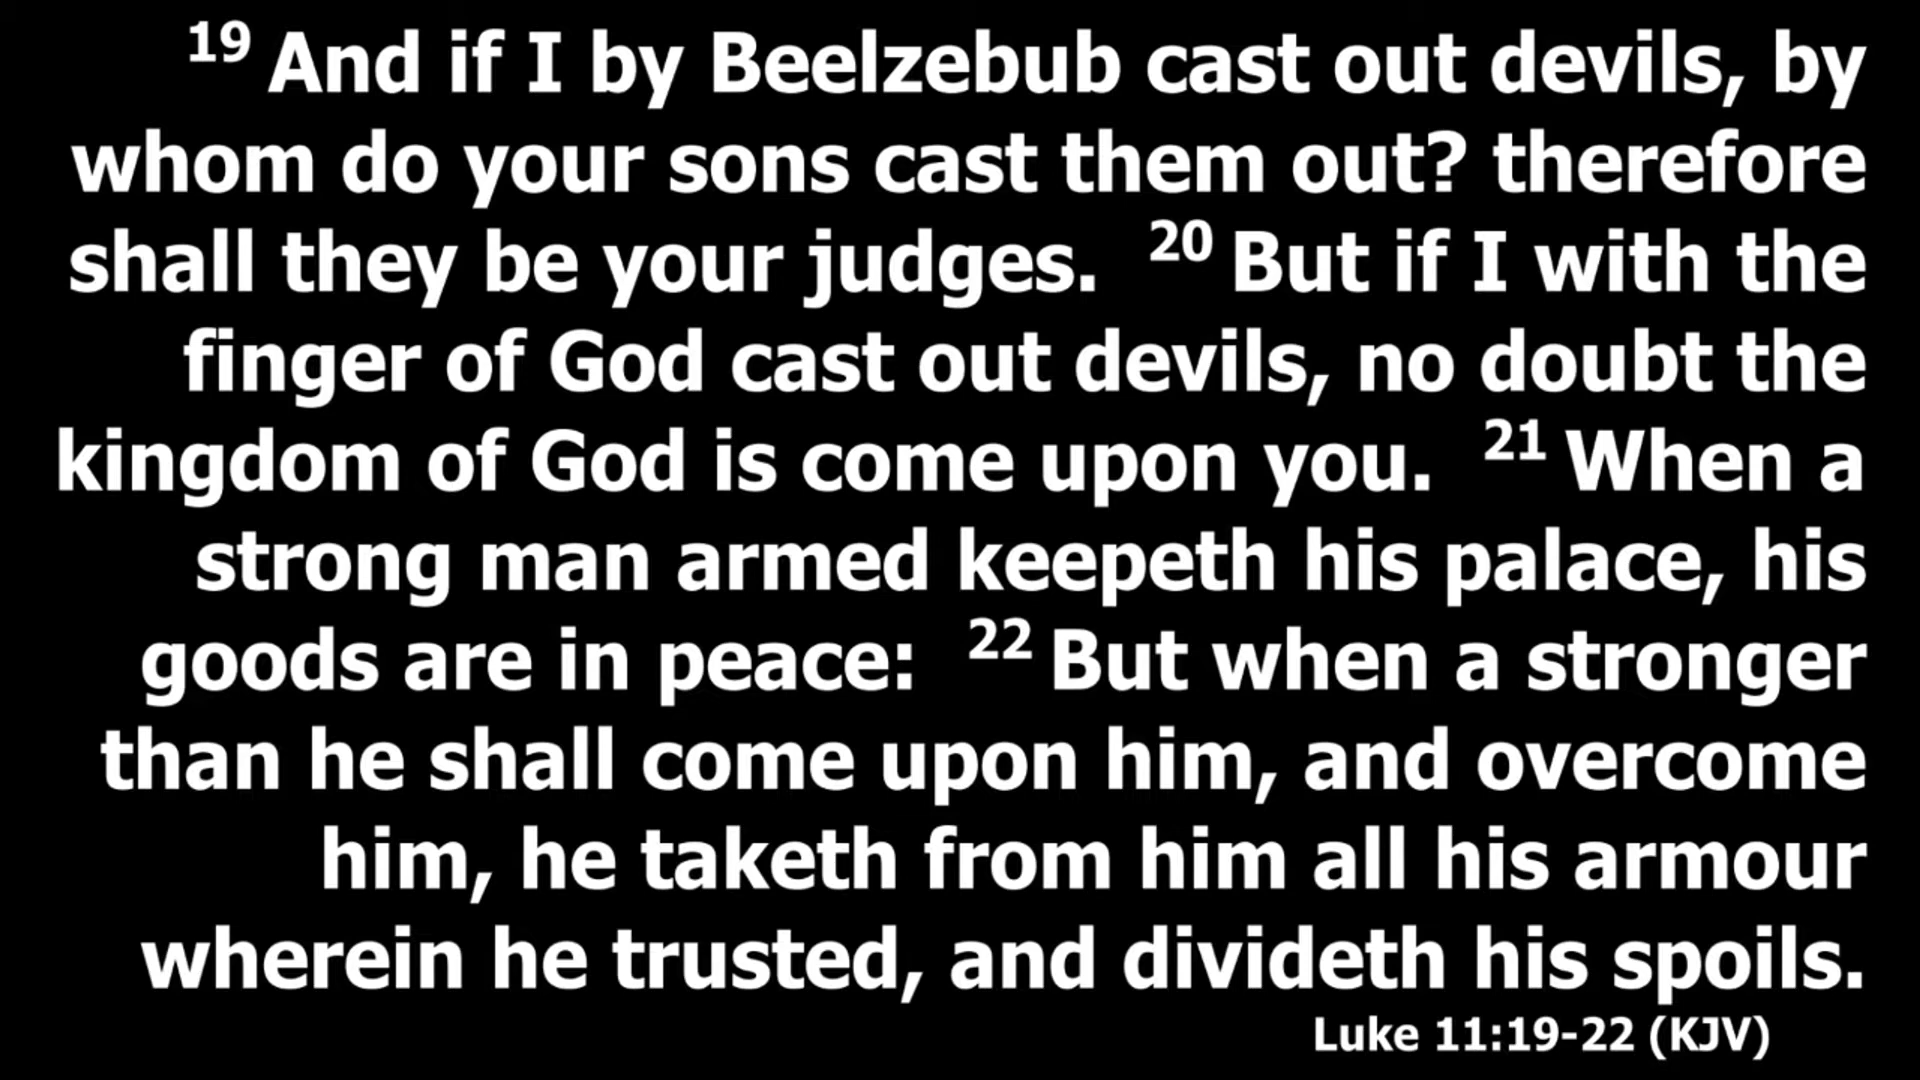 19 And if I by Beelzebub cast out devils, by
whom do your sons cast them out? therefore
shall they be your judges. 20 But if I with the
finger of God cast out devils, no doubt the
kingdom of God is come upon you. 21 When a
strong man armed keepeth his palace, his
goods are in peace: 22 But when a stronger
than he shall come upon him, and overcome
him, he taketh from him all his armour
wherein he trusted, and divideth his spoils.
Luke 11:19-22 (KJV)